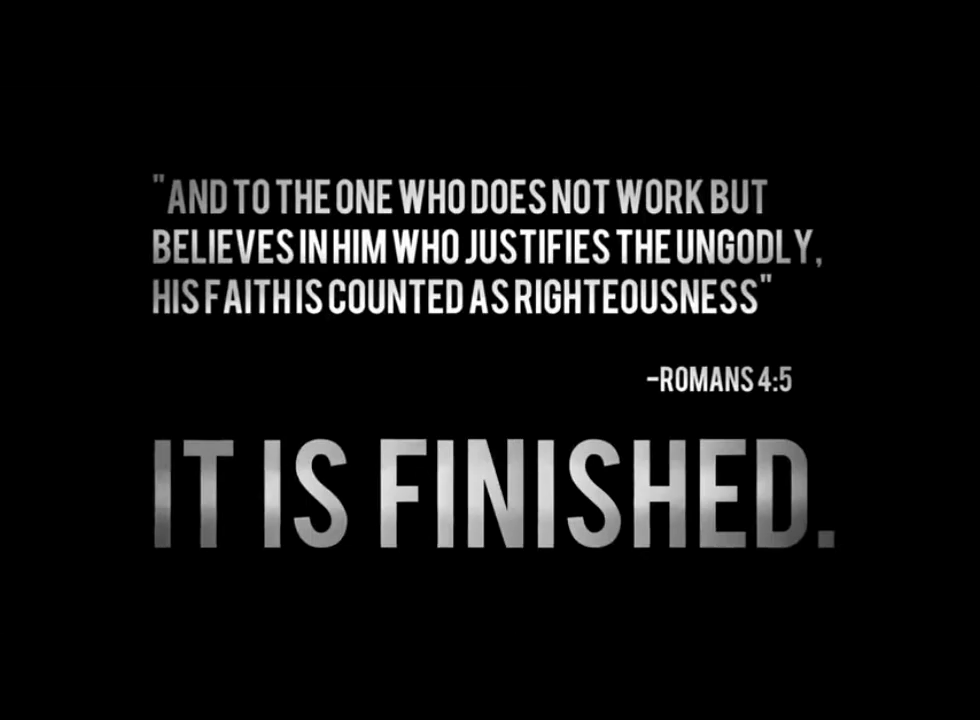 "AND TO THE ONE WHO DOES NOT WORK BUT
BELIEVES IN HIM WHO JUSTIFIES THE UNGODLY,
HIS FAITH IS COUNTED AS RIGHTEOUSNESS"
-ROMANS 4:5
IT IS FINISHED.